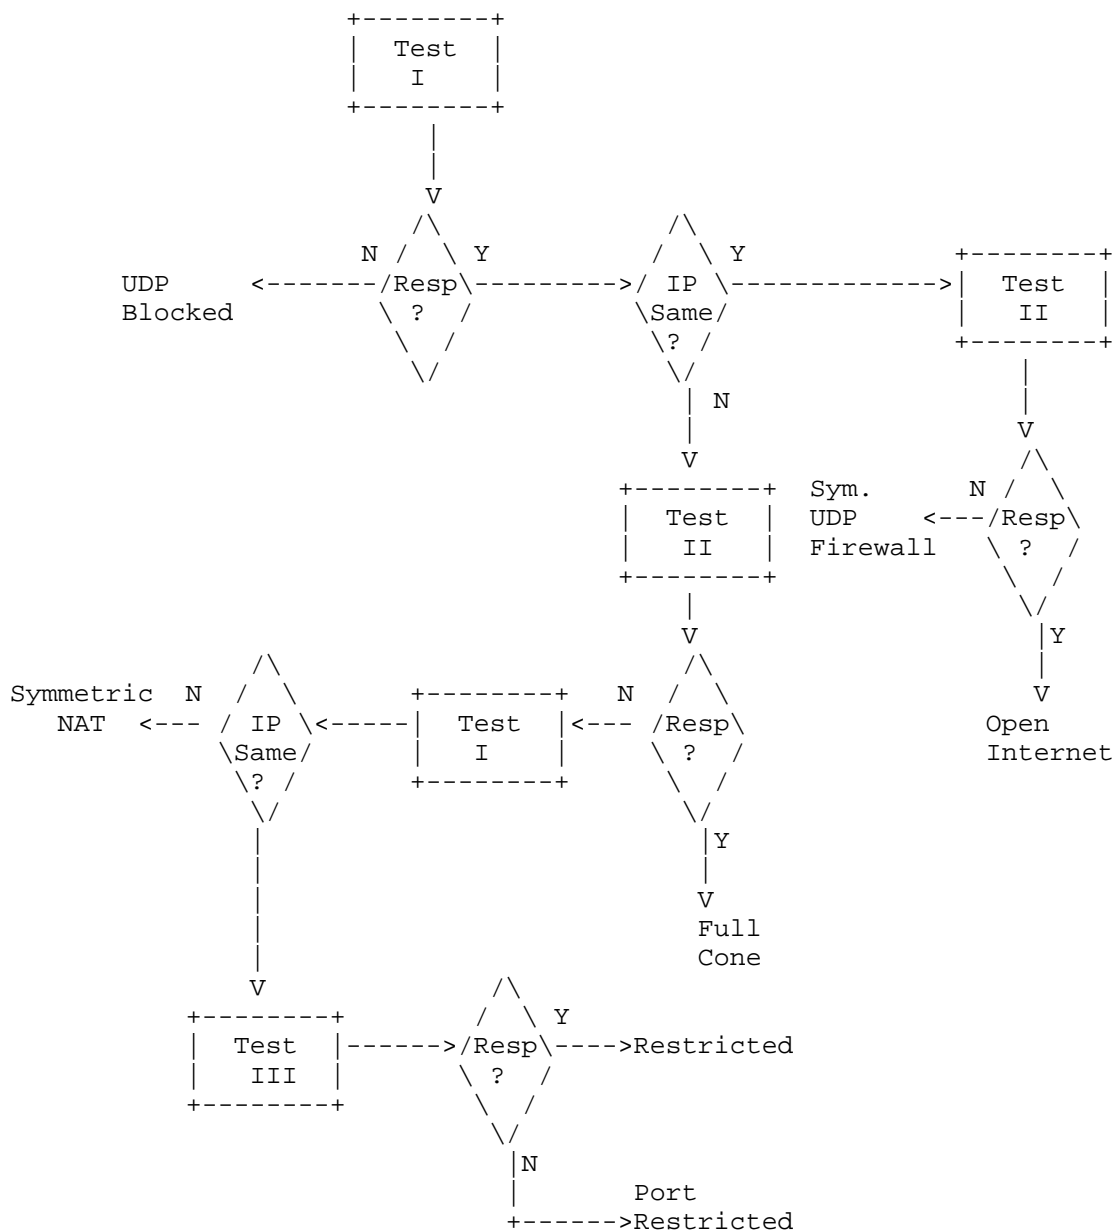 Test
I
N Y Y
UDP Resp IP Test
Blocked ? Same II
?
N
V
V
Test Sym. N
II UDP Resp
Firewall ?
V Y
Symmetric N N V
NAT IP Test Resp Open
Same I ? Internet
? 
Y
V
Full
Cone
V
Y
Test Resp Restricted
III ?
N
Port
Restricted